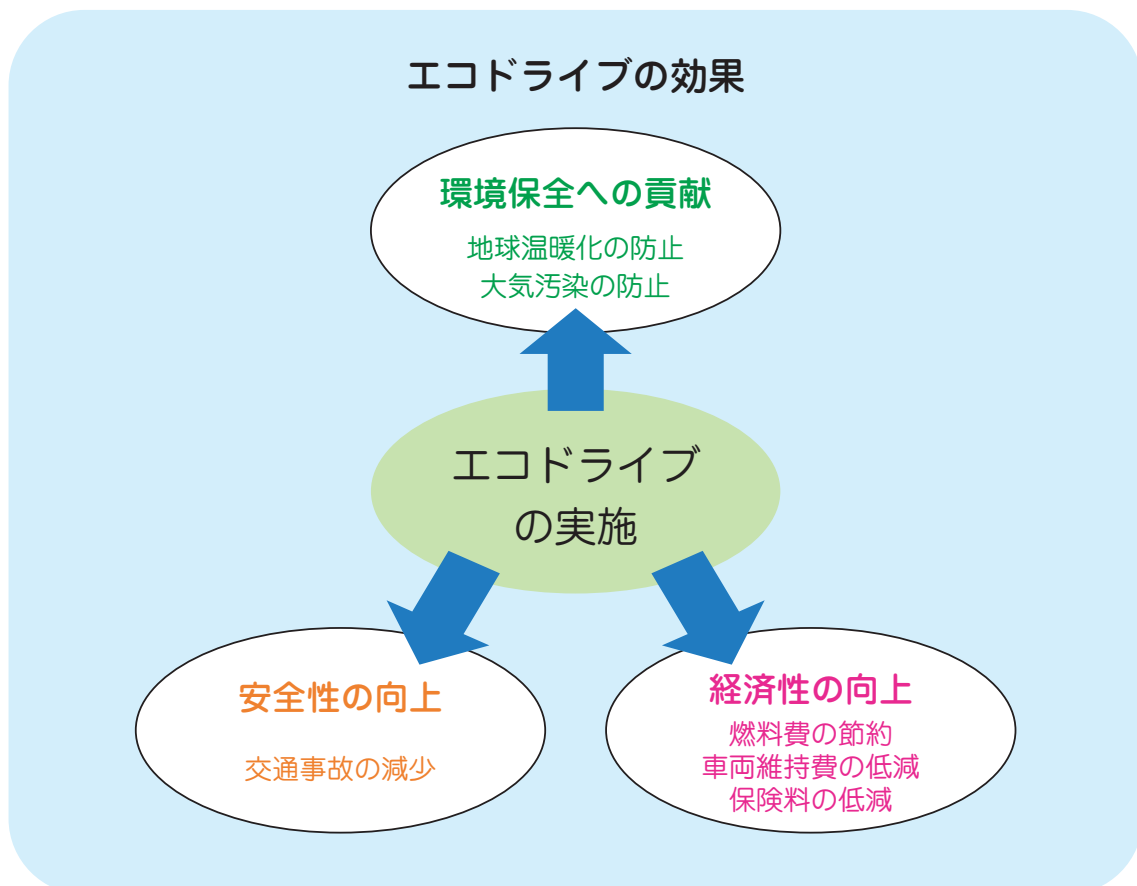 エコドライブの効果
環境保全への貢献
地球温暖化の防止
大気汚染の防止
エコドライブ
の実施
安全性の向上
交通事故の減少
経済性の向上
燃料費の節約
車両維持費の低減
保険料の低減